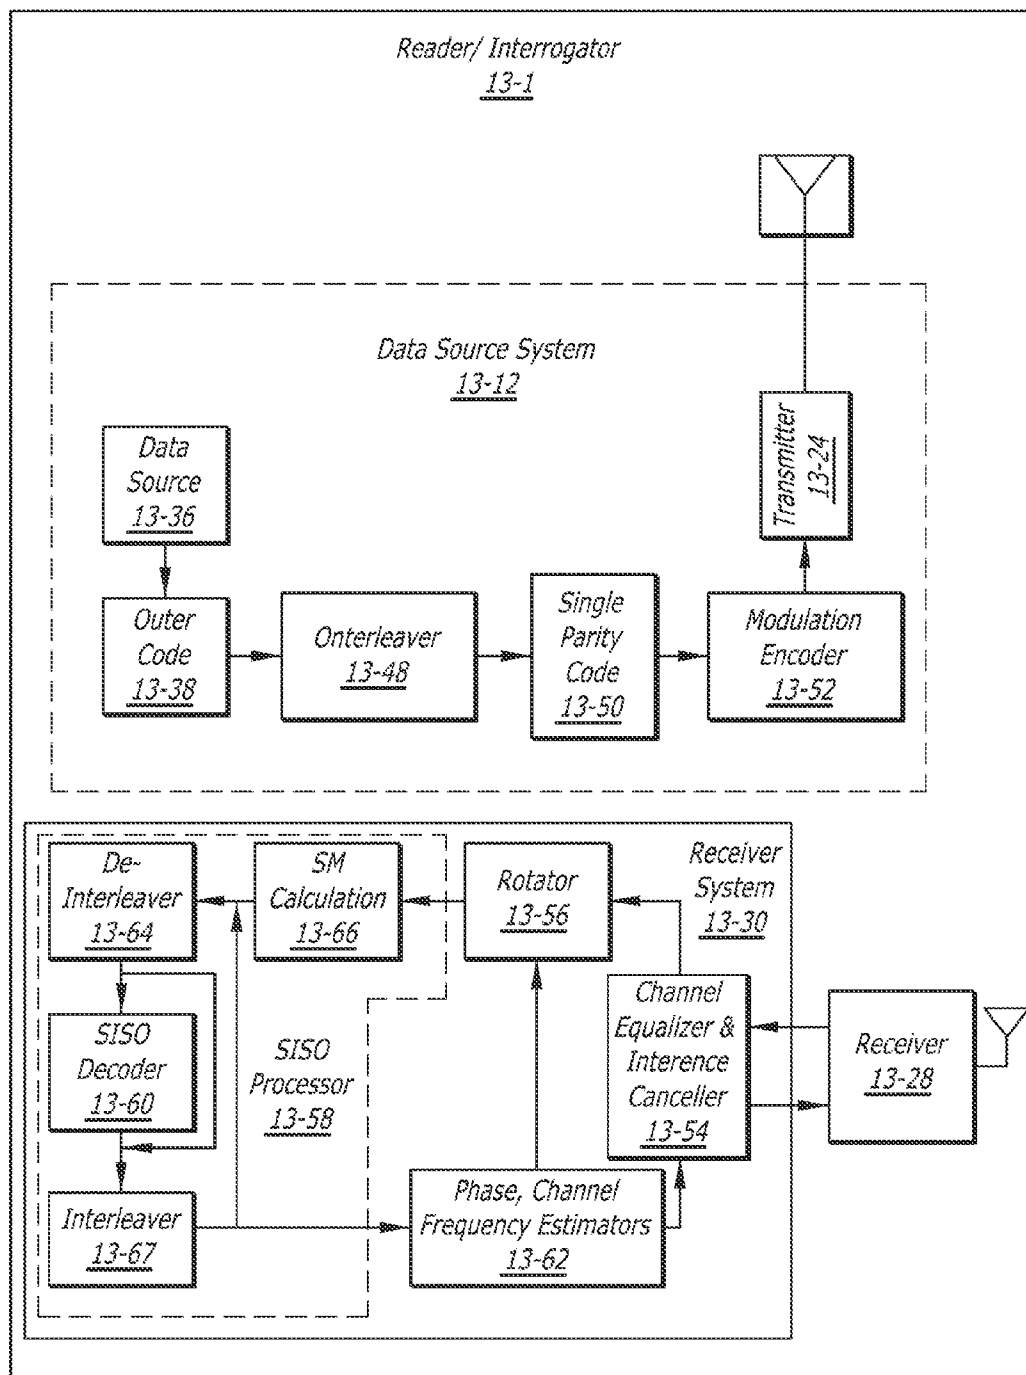 Reader/ Interrogator
13-1
Data Source System
13-12
Data
Source
13-36
Transmitter
13-24
Outer
Code
13-38
Onterleaver
13-48
Single
Parity
Code
13-50
Modulation
Encoder
13-52
De-
Interleaver
13-64
SM
Calculation
13-66
Rotator
13-56
Receiver
System
13-30
SISO
Decoder
13-60
SISO
Processor
13-58
Channel
Equalizer &
Interence
Canceller
13-54
Receiver
13-28
Interleaver
13-67
Phase, Channel
Frequency Estimators
13-62